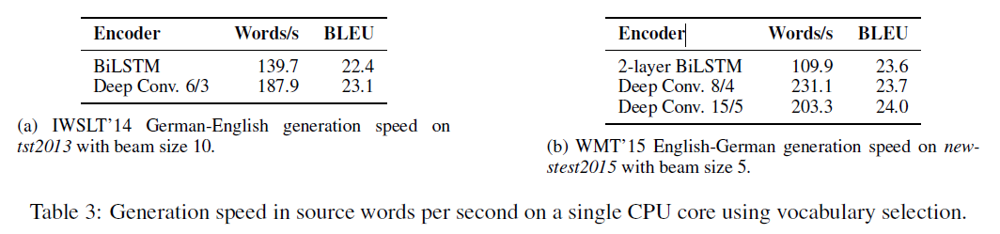 Encoder Words/s BLEU
BiLSTM 139.7 22.4
Deep Conv. 6/3 187.9 23.1
(a) IWSLT'14 German-English generation speed on
tst2013 with beam size 10.
Encoder Words/s BLEU
2-layer BiLSTM 109.9 23.6
Deep Conv. 8/4 231.1 23.7
Deep Conv. 15/5 203.3 24.0
(b) WMT'15 English-German generation speed on new-
stest2015 with beam size 5.
Table 3: Generation speed in source words per second on a single CPU core using vocabulary selection.